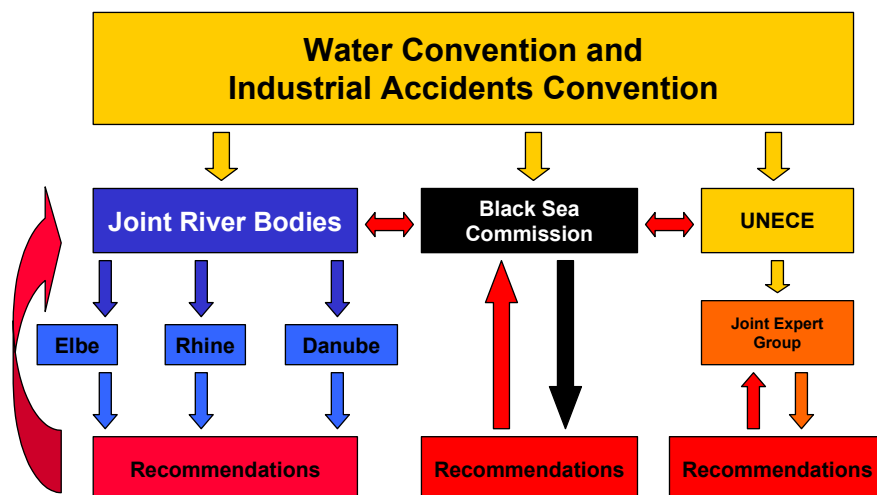 Water Convention and
Industrial Accidents Convention
Joint River Bodies
Black Sea
Commission
UNECE
Elbe
Rhine
Danube
Joint Expert
Group
Recommendations
Recommendations
Recommendations